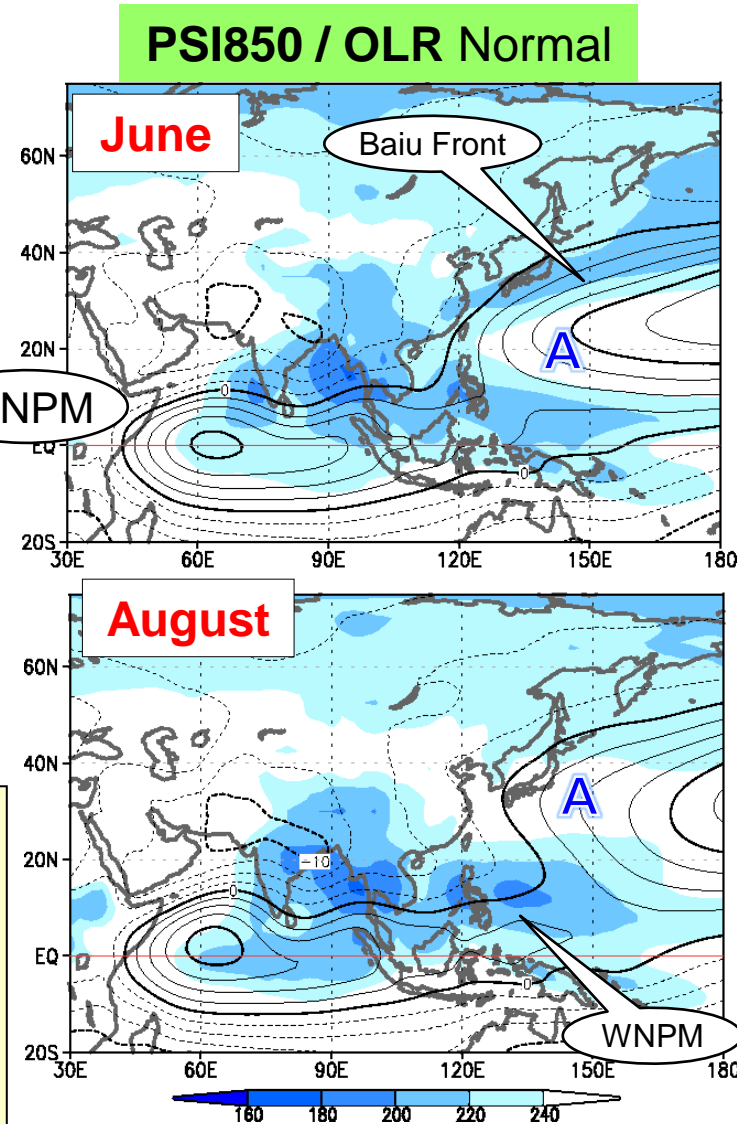 PSI850 / OLR Normal
June
Baiu Front
60N
40N
20N
A
NPM
0
EQ
0
20S
30E 60E 90E 120E 150E 180
August
60N
40N
A
20N
-10
0
EQ
0
WNPM
20S
30E 60E 90E 120E 150E 180
160 180 200 220 240